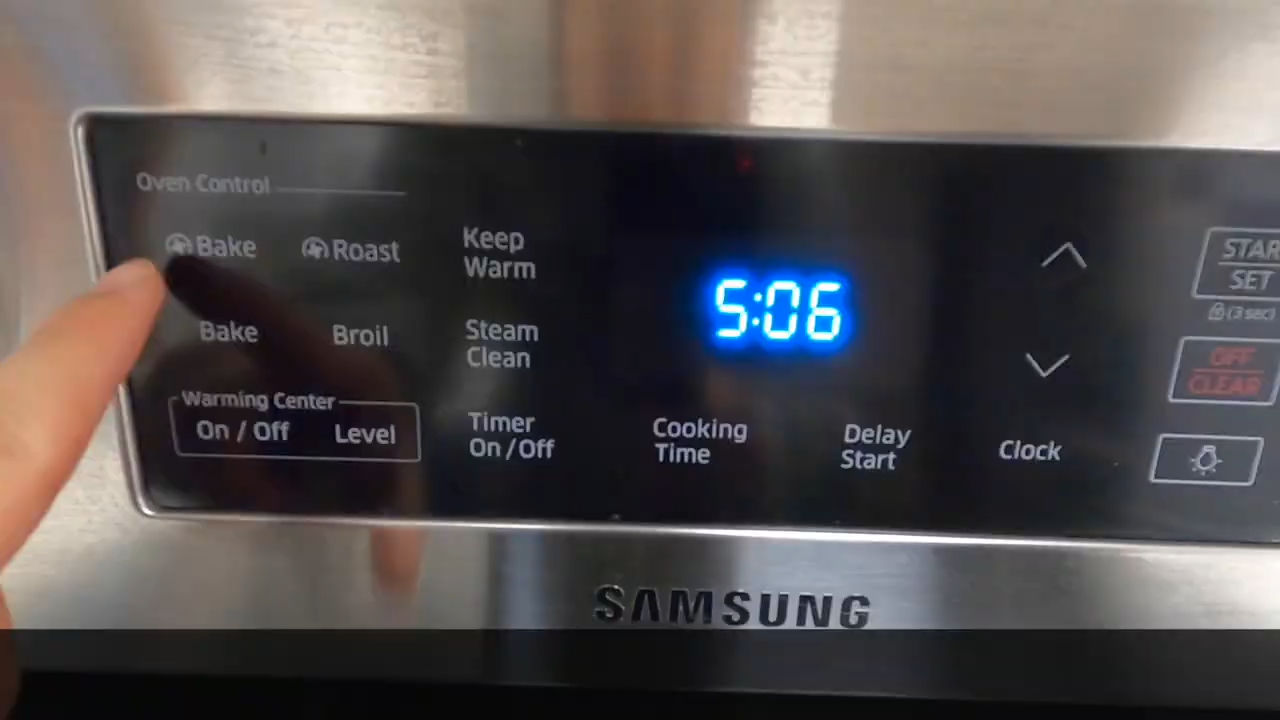 Oven Control
Bake
Roast
Keep
Warm
5:06
START
SET
(3 sec)
Bake
Broil
Steam
Clean
OFF
CLEAR
Warming Center
On / Off
Level
Timer
On / Off
Cooking
Time
Delay
Start
Clock
SAMSUNG